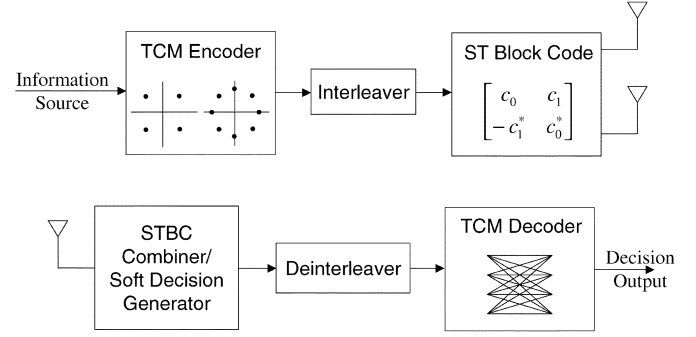 TCM Encoder
Information
Source
Interleaver
ST Block Code
c₀ c₁
−c₁* c₀*
STBC
Combiner/
Soft Decision
Generator
Deinterleaver
TCM Decoder
Decision
Output